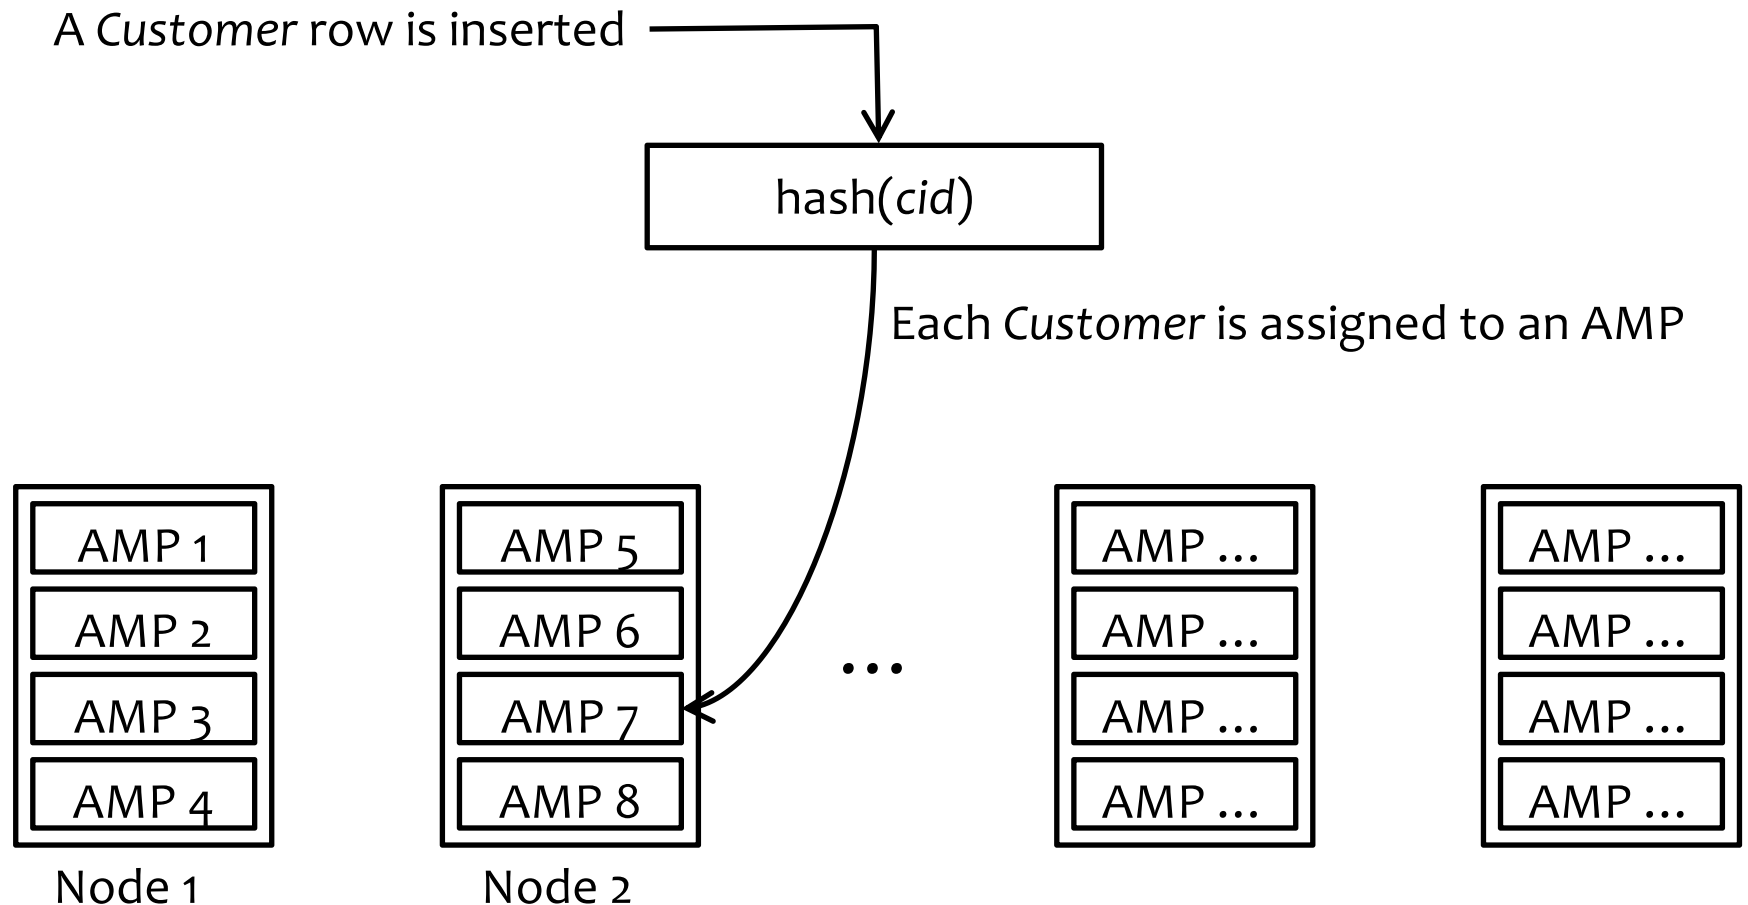 A Customer row is inserted
hash(cid)
Each Customer is assigned to an AMP
AMP 1
AMP 2
AMP 3
AMP 4
Node 1
AMP 5
AMP 6
AMP 7
AMP 8
Node 2
...
AMP ...
AMP ...
AMP ...
AMP ...
AMP ...
AMP ...
AMP ...
AMP ...